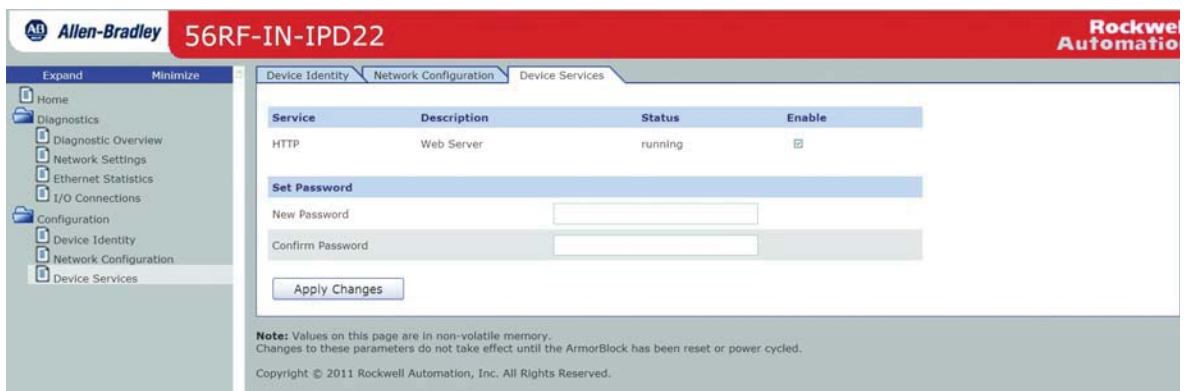 AB Allen-Bradley 56RF-IN-IPD22
Rockwel
Automatio
Expand Minimize
Home
Diagnostics
Diagnostic Overview
Network Settings
Ethernet Statistics
I/O Connections
Configuration
Device Identity
Network Configuration
Device Services
Device Identity Network Configuration Device Services
Service Description Status Enable
HTTP Web Server running
Set Password
New Password
Confirm Password
Apply Changes
Note: Values on this page are in non-volatile memory.
Changes to these parameters do not take effect until the ArmorBlock has been reset or power cycled.
Copyright © 2011 Rockwell Automation, Inc. All Rights Reserved.